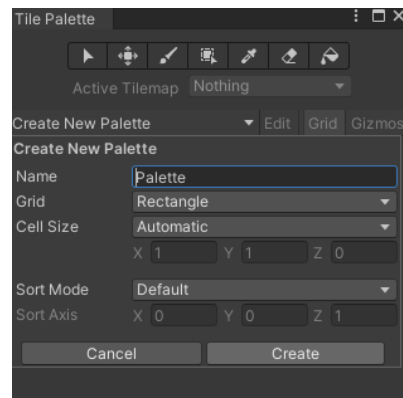 Tile Palette
Active Tilemap Nothing
Create New Palette Edit Grid Gizmos
Create New Palette
Name Palette
Grid Rectangle
Cell Size Automatic
X 1 Y 1 Z 0
Sort Mode Default
Sort Axis X 0 Y 0 Z 1
Cancel Create